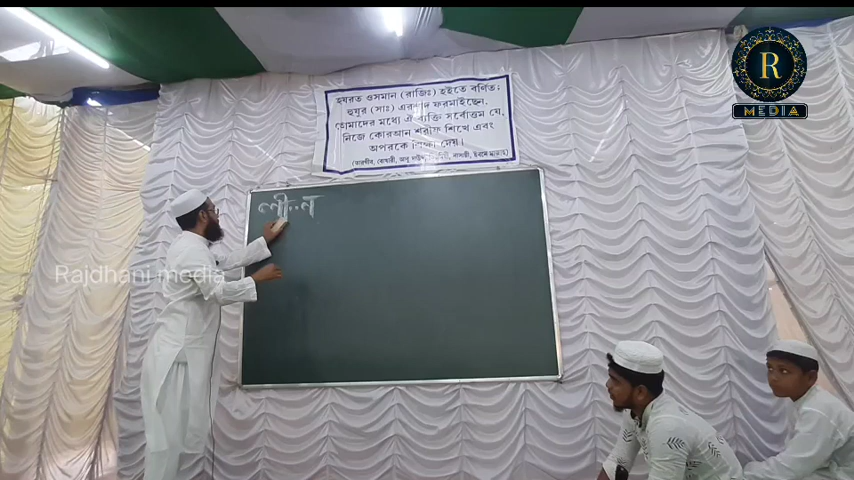 হযরত ওসমান (রাজিঃ) হইতে বর্ণিত;
হুযুর (সাঃ) এরশাদ ফরমাইছেন,
তোমাদের মধ্যে ঐ ব্যক্তি সর্বোত্তম যে,
নিজে কোরআন শরীফ শিখে এবং
অপরকে শিক্ষা দেয়।
লীন
R
MEDIA
Rajdhani media